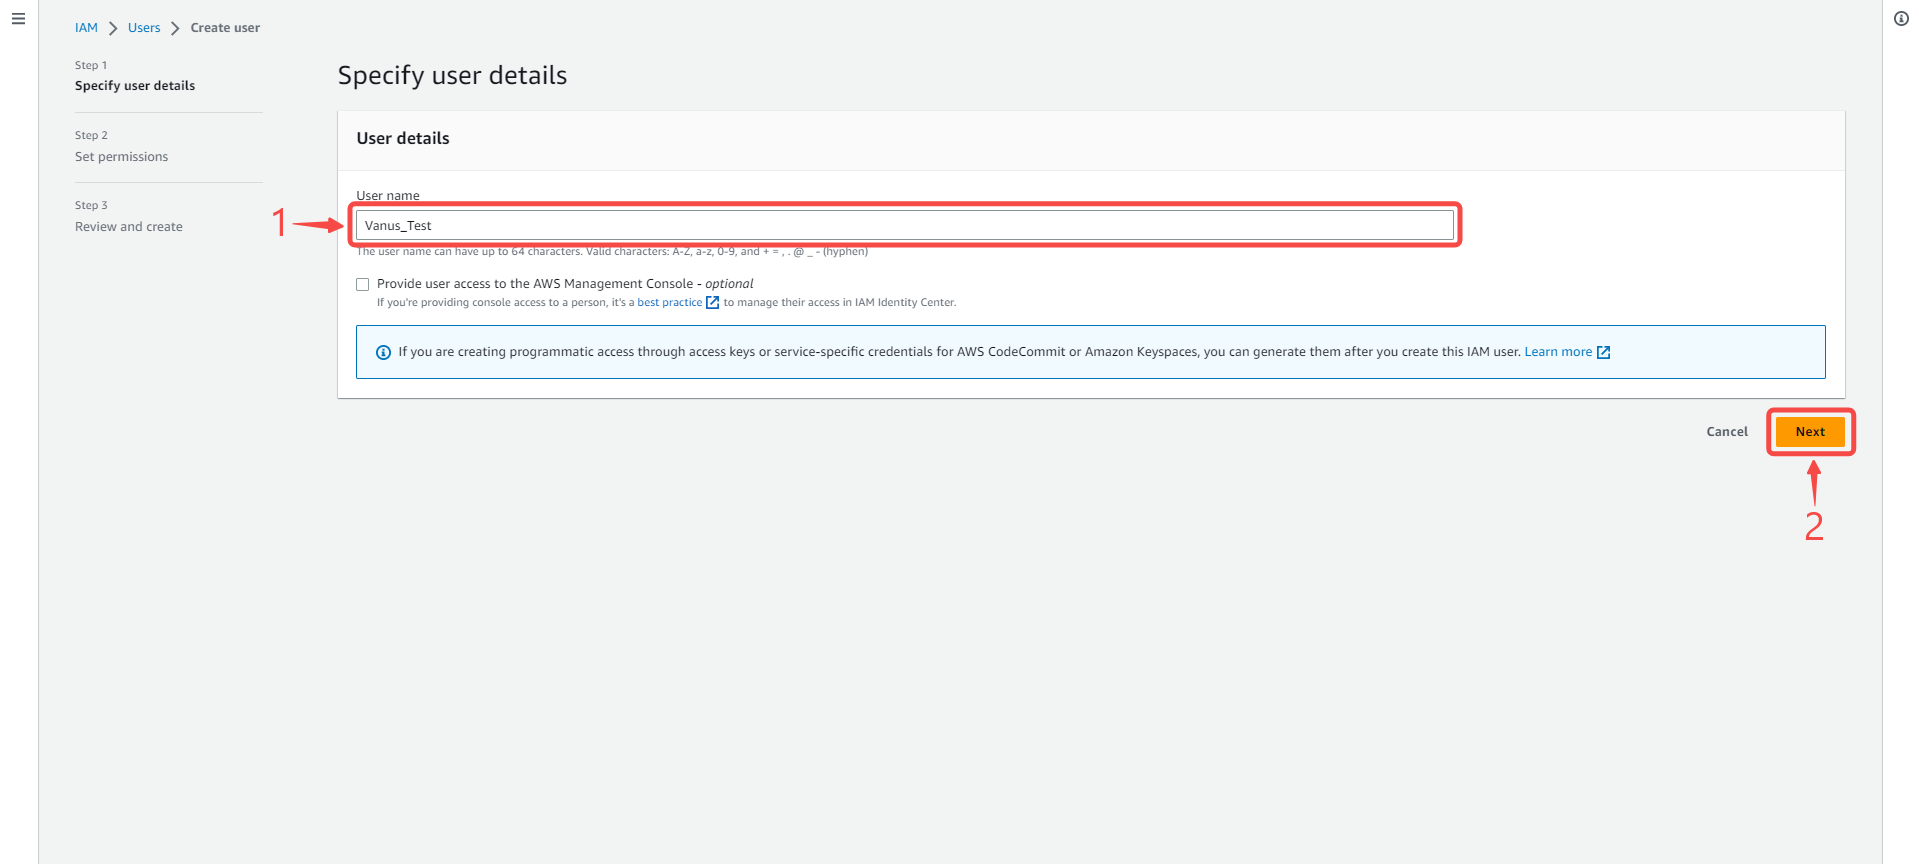 IAM > Users > Create user
Step 1
Specify user details
Step 2
Set permissions
Step 3
Review and create
Specify user details
User details
User name
1
Vanus_Test
The user name can have up to 64 characters. Valid characters: A-Z, a-z, 0-9, and + = , . @ _ - (hyphen)
Provide user access to the AWS Management Console - optional
If you're providing console access to a person, it's a best practice to manage their access in IAM Identity Center.
If you are creating programmatic access through access keys or service-specific credentials for AWS CodeCommit or Amazon Keyspaces, you can generate them after you create this IAM user. Learn more
Cancel Next
2